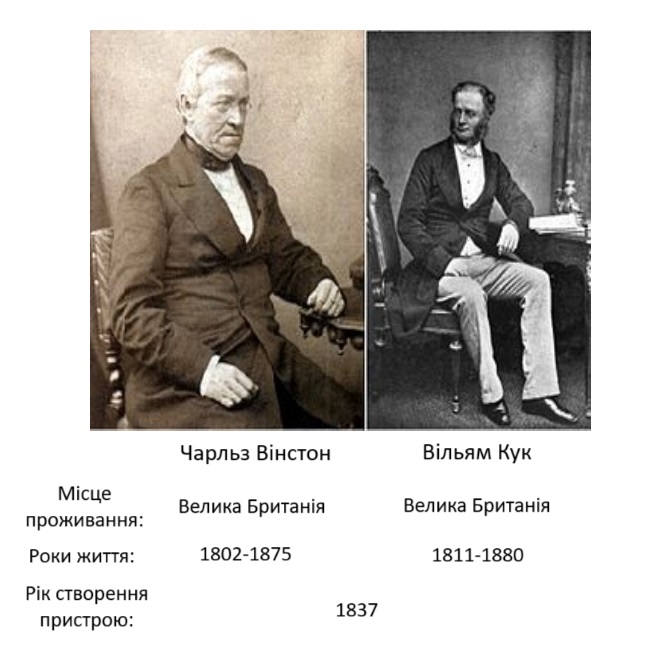 Чарльз Вінстон Вільям Кук
Місце
проживання: Велика Британія Велика Британія
Роки життя: 1802-1875 1811-1880
Рік створення
пристрою: 1837